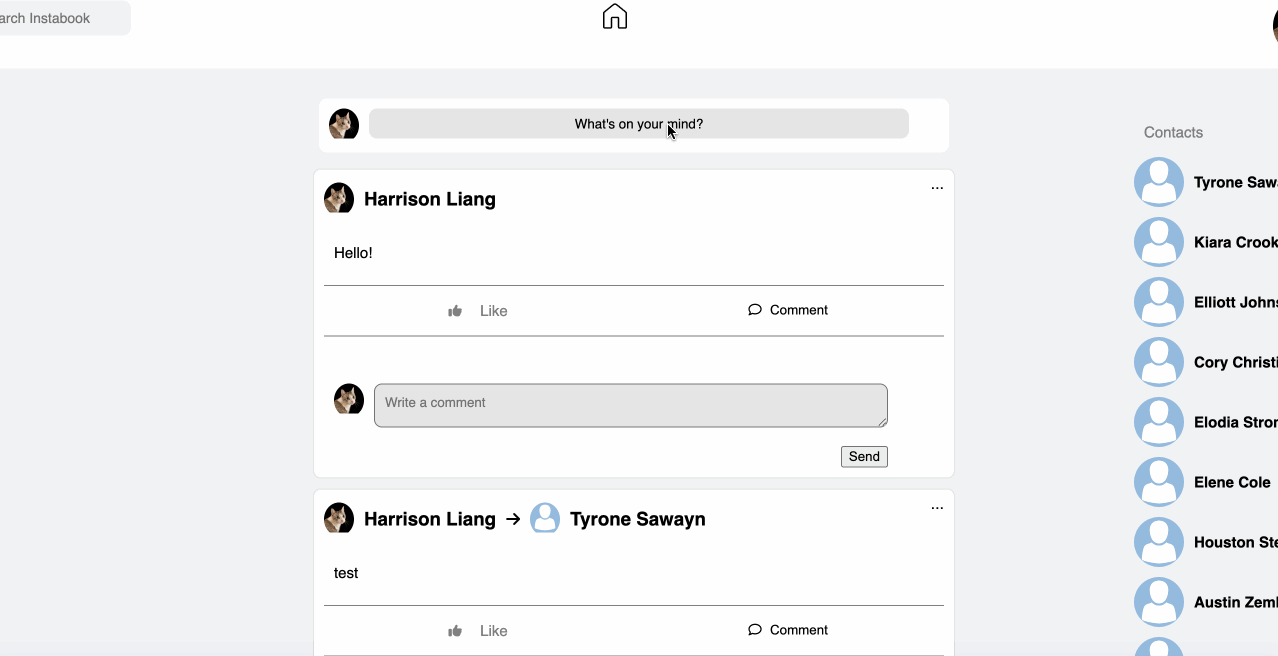 arch Instabook
What's on your mind?
Contacts
Harrison Liang
...
Hello!
Like
Comment
Write a comment
Send
Harrison Liang → Tyrone Sawayn
...
test
Like
Comment
Tyrone Saw
Kiara Crook
Elliott Johns
Cory Christi
Elodia Stron
Elene Cole
Houston Ste
Austin Zem